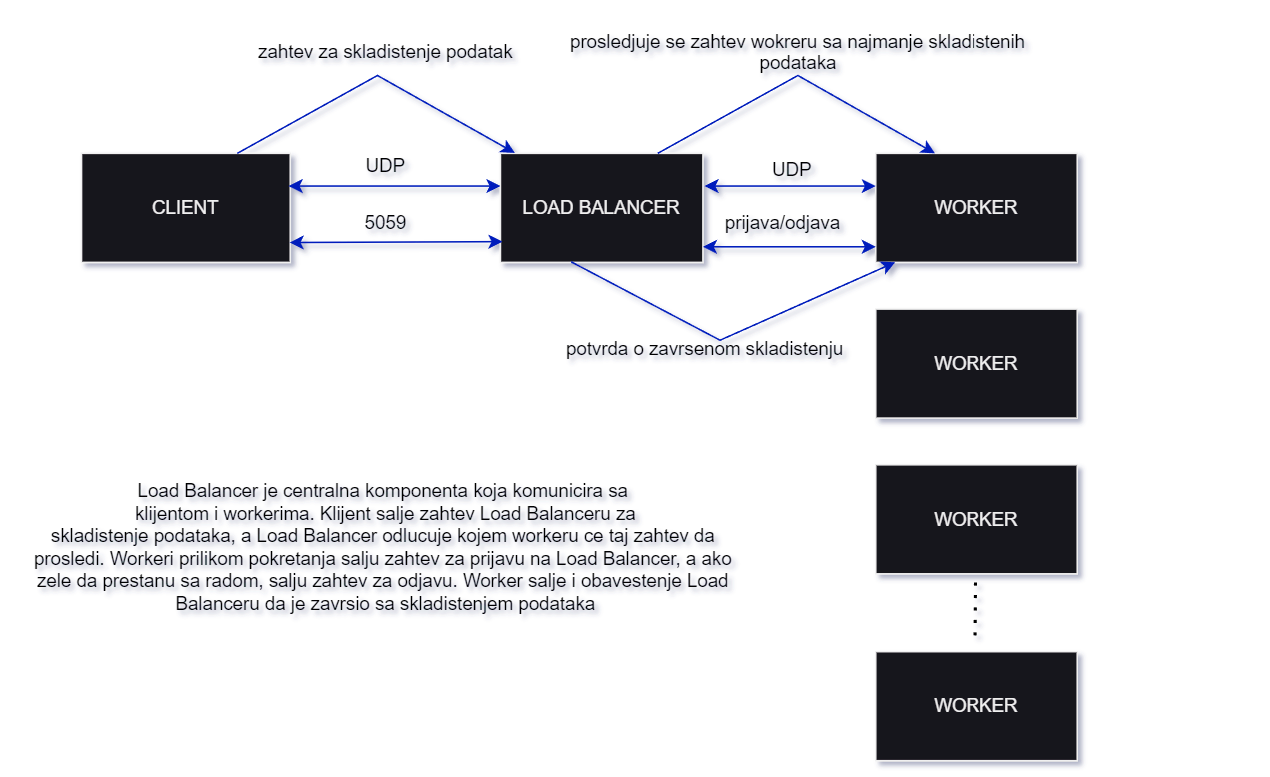 zahtev za skladistenje podatak
prosledjuje se zahtev wokreru sa najmanje skladistenih
podataka
CLIENT
UDP
5059
LOAD BALANCER
UDP
prijava/odjava
WORKER
potvrda o zavrsenom skladistenju
WORKER
Load Balancer je centralna komponenta koja komunicira sa
klijentom i workerima. Klijent salje zahtev Load Balanceru za
skladistenje podataka, a Load Balancer odlucuje kojem workeru ce taj zahtev da
prosledi. Workeri prilikom pokretanja salju zahtev za prijavu na Load Balancer, a ako
zele da prestanu sa radom, salju zahtev za odjavu. Worker salje i obavestenje Load
Balanceru da je zavrsio sa skladistenjem podataka
WORKER
WORKER